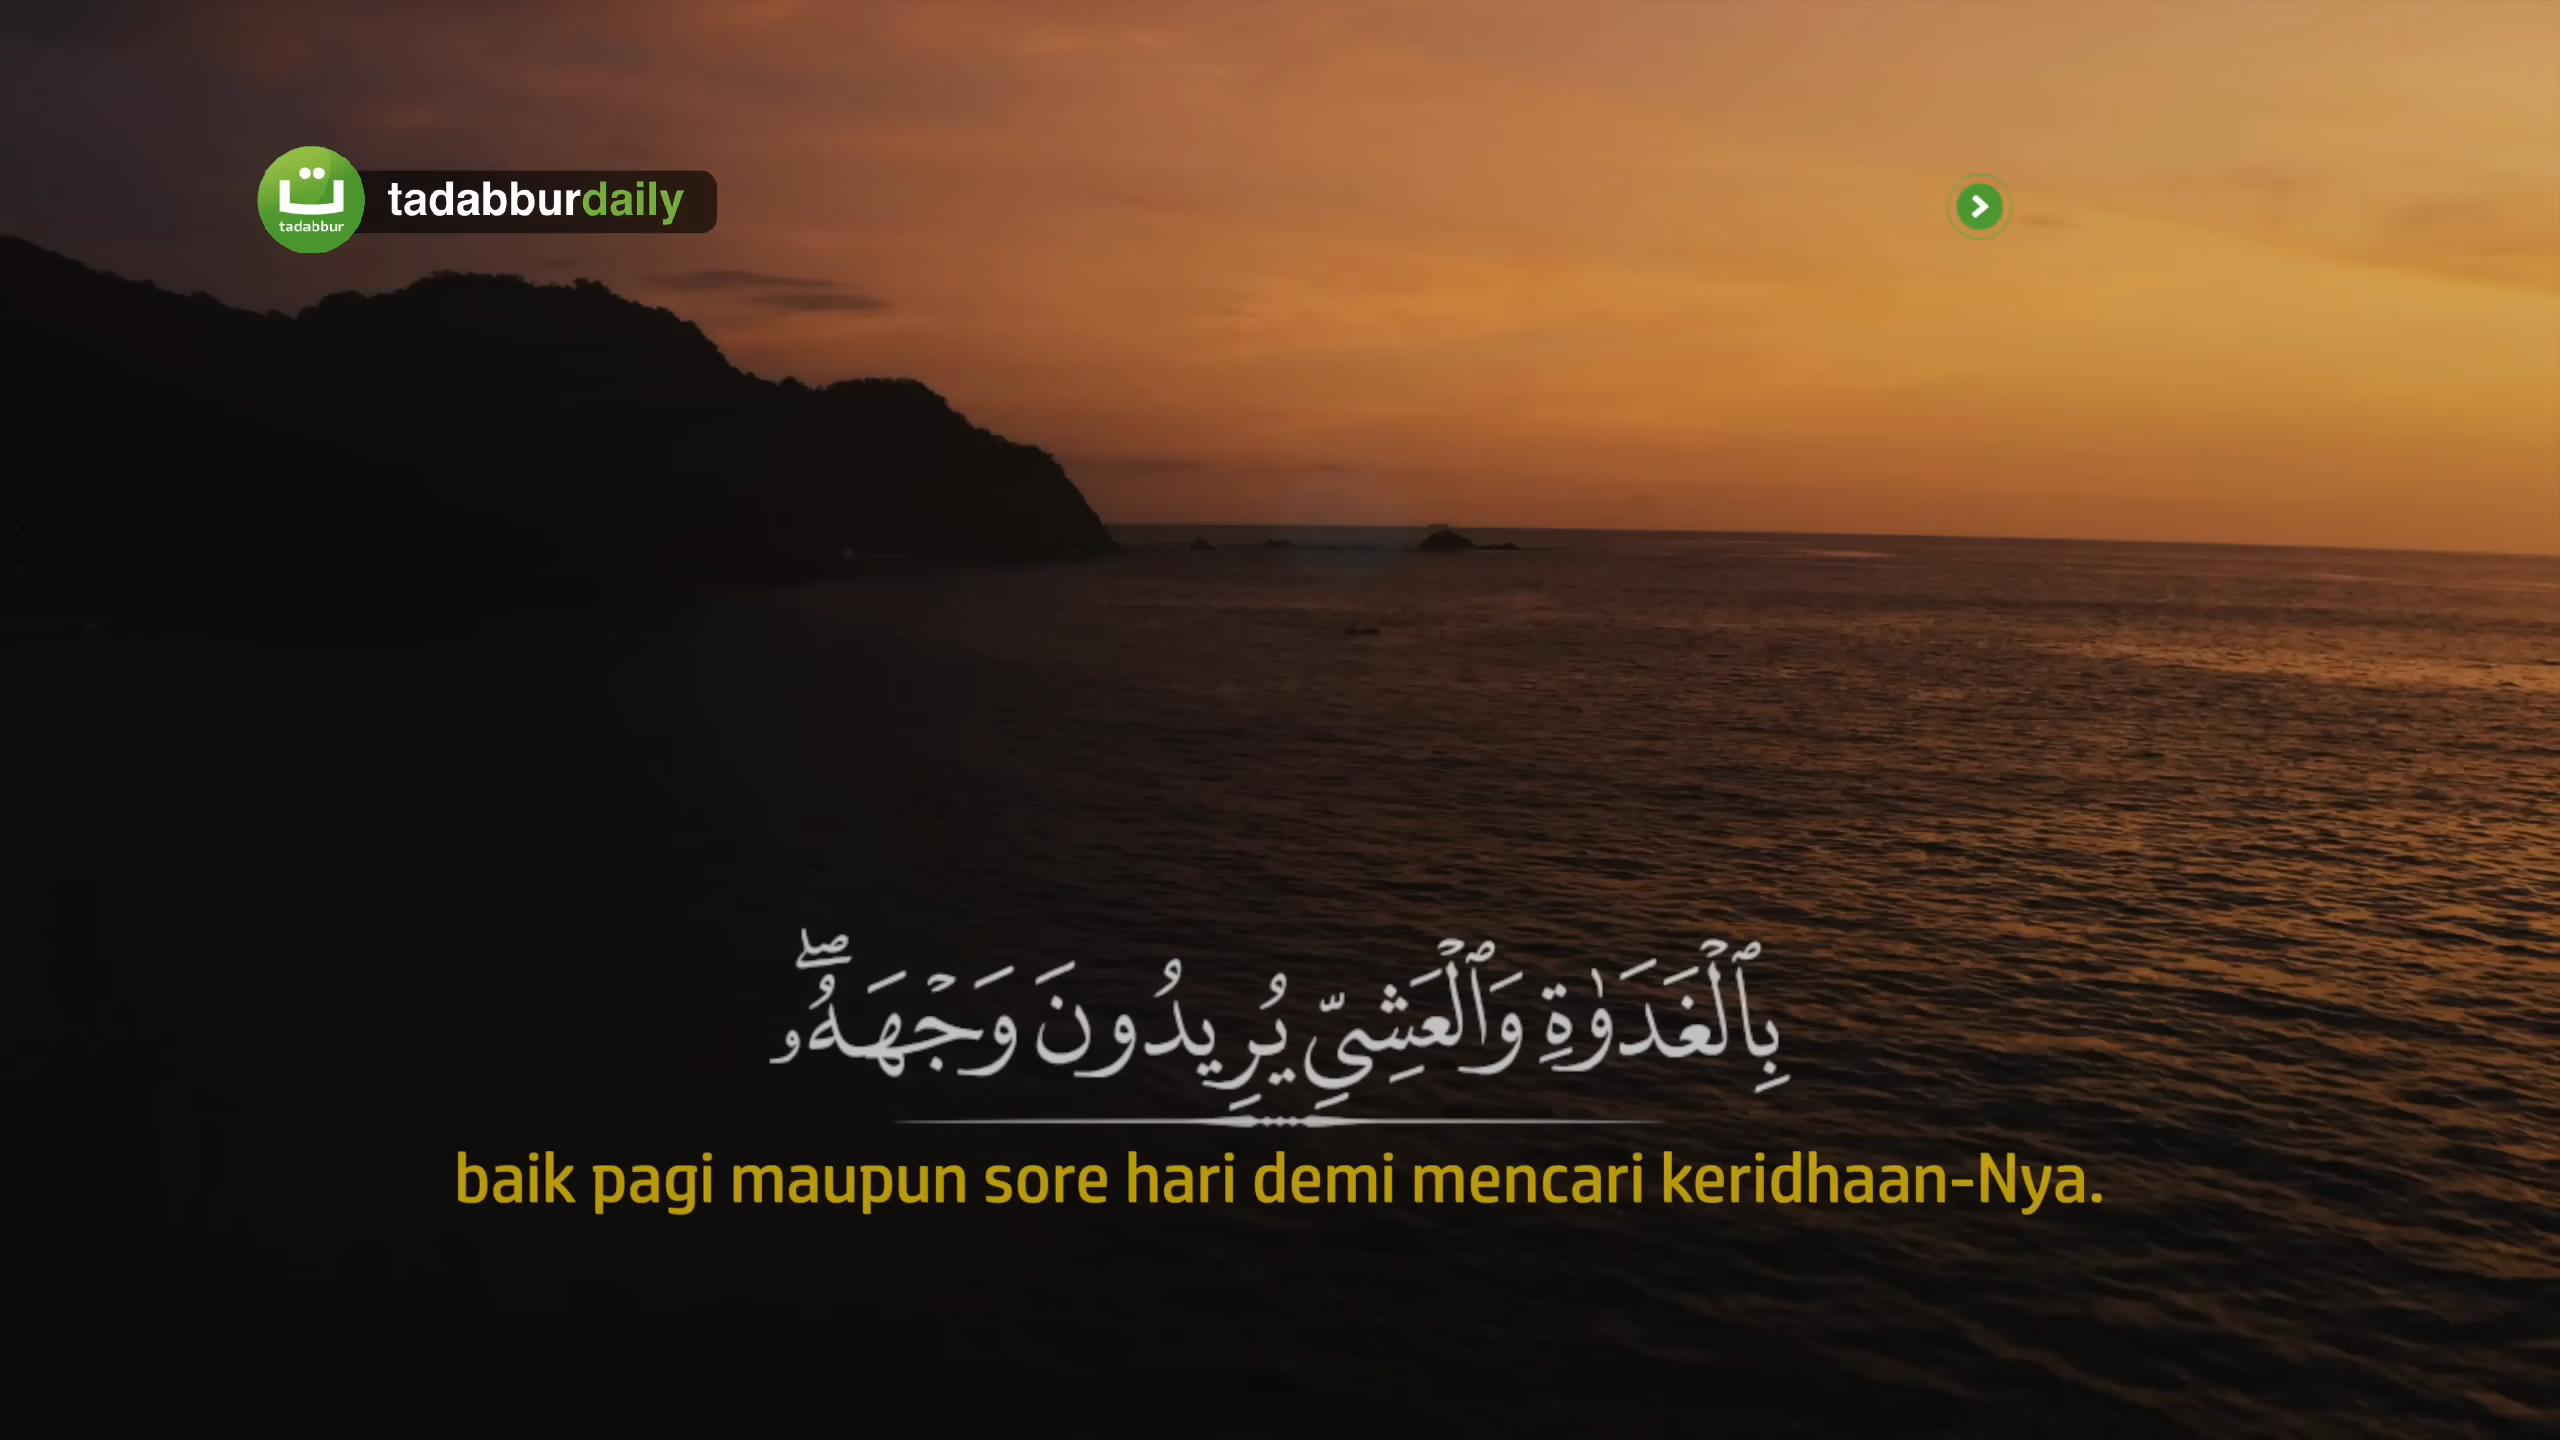 ت
tadabbur
tadabburdaily
بِٱلۡغَدَوٰةِ وَٱلۡعَشِيِّ يُرِيدُونَ وَجۡهَهُۥۖ
baik pagi maupun sore hari demi mencari keridhaan-Nya.